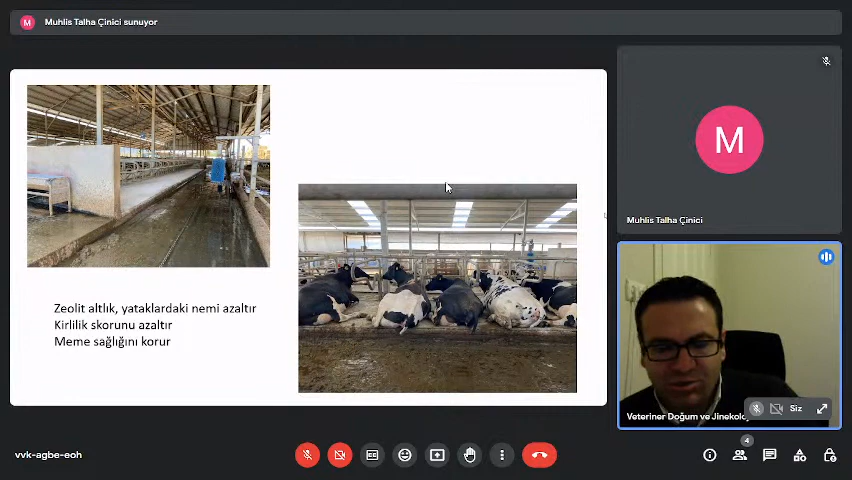 M
Muhlis Talha Çinici sunuyor
Zeolit altlık, yataklardaki nemi azaltır
Kirlilik skorunu azaltır
Meme sağlığını korur
M
Muhlis Talha Çinici
Veteriner Doğum ve Jinekoloj
Siz
vvk-agbe-eoh
4